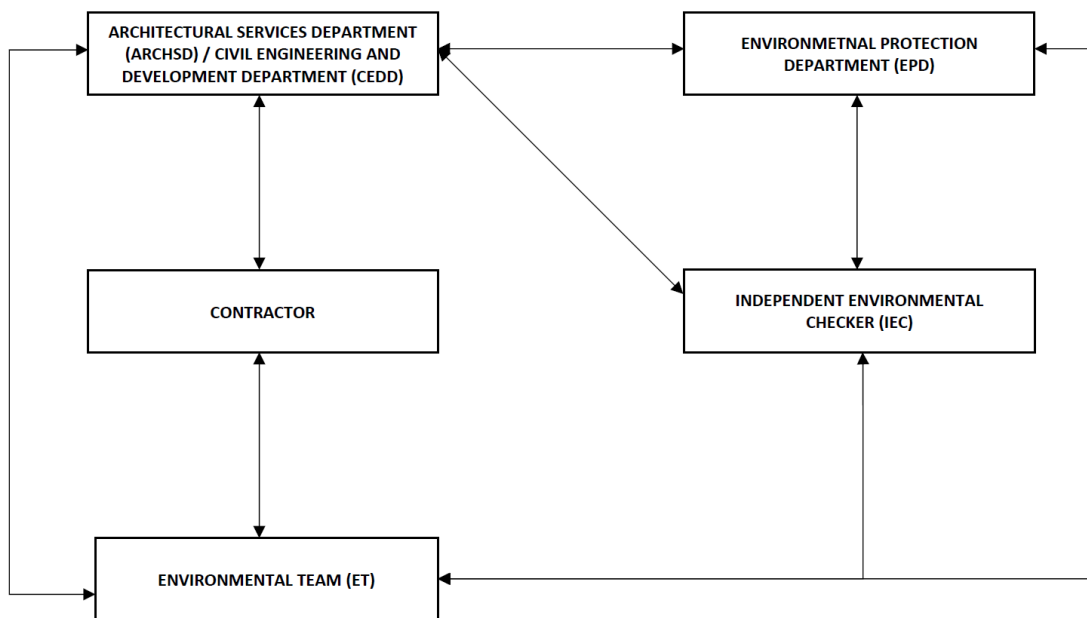 ARCHITECTURAL SERVICES DEPARTMENT
(ARCHSD) / CIVIL ENGINEERING AND
DEVELOPMENT DEPARTMENT (CEDD)
ENVIRONMETNAL PROTECTION
DEPARTMENT (EPD)
CONTRACTOR
INDEPENDENT ENVIRONMENTAL
CHECKER (IEC)
ENVIRONMENTAL TEAM (ET)